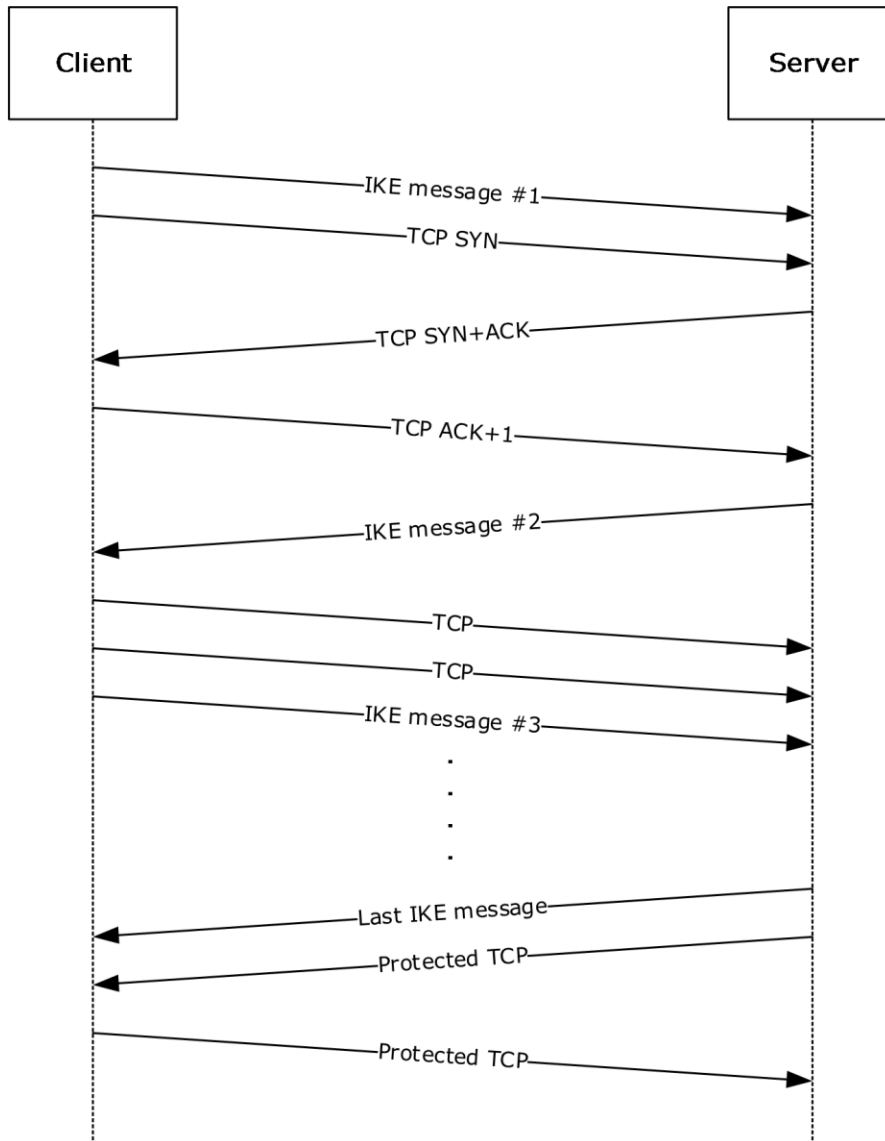 Client
Server
IKE message #1
TCP SYN
TCP SYN+ACK
TCP ACK+1
IKE message #2
TCP
TCP
IKE message #3
Last IKE message
Protected TCP
Protected TCP